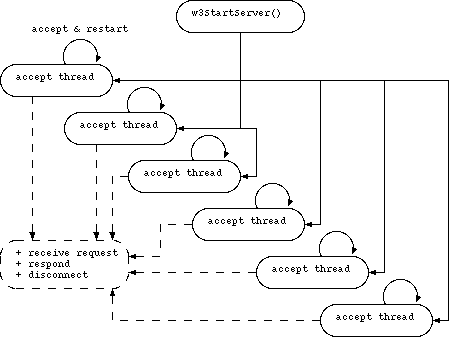 w3StartServer()
accept & restart
accept thread
accept thread
accept thread
accept thread
+ receive request
+ respond
+ disconnect
accept thread
accept thread